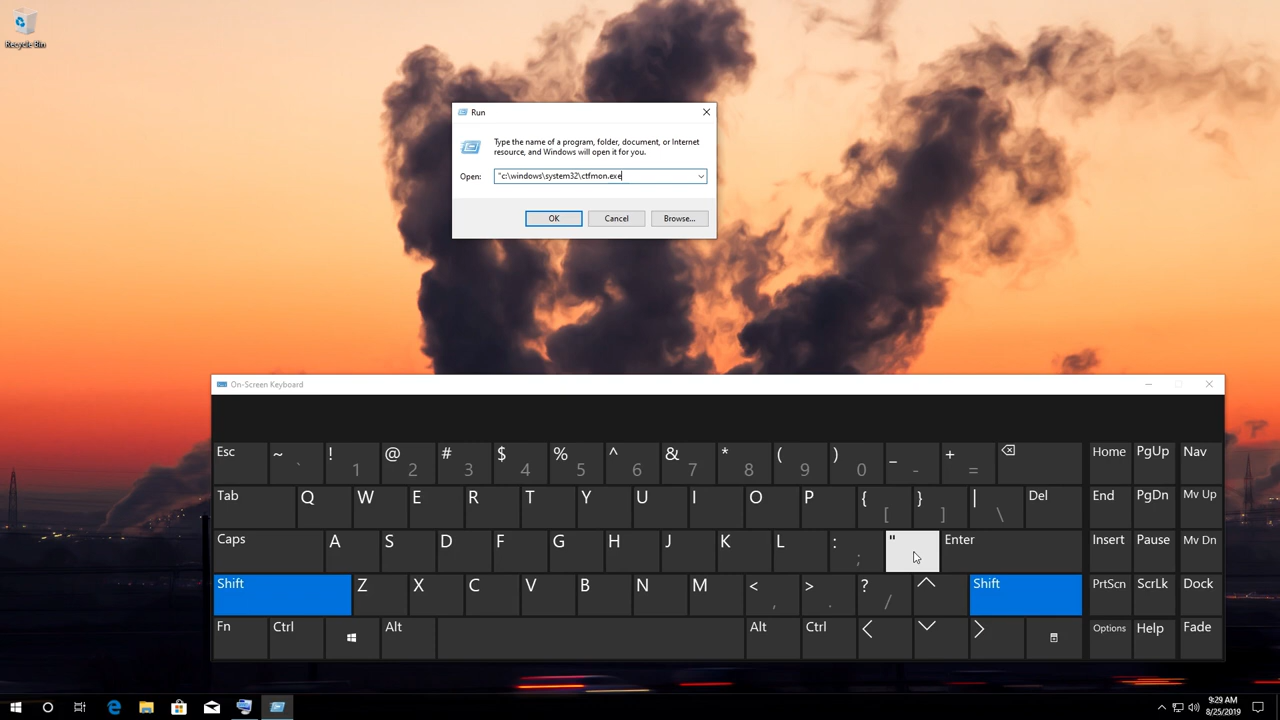 Recycle Bin
Run
Type the name of a program, folder, document, or Internet
resource, and Windows will open it for you.
Open: "c:\windows\system32\ctfmon.exe
OK Cancel Browse...
On-Screen Keyboard
Esc ~ ` ! 1 @ 2 # 3 $ 4 % 5 ^ 6 & 7 * 8 ( 9 ) 0 _ - + = Home PgUp Nav
Tab Q W E R T Y U I O P { [ } ] | \ Del End PgDn Mv Up
Caps A S D F G H J K L : ; " Enter Insert Pause Mv Dn
Shift Z X C V B N M < , > . ? / Shift PrtScn ScrLk Dock
Fn Ctrl Alt Alt Ctrl Options Help Fade
9:29 AM
8/25/2019